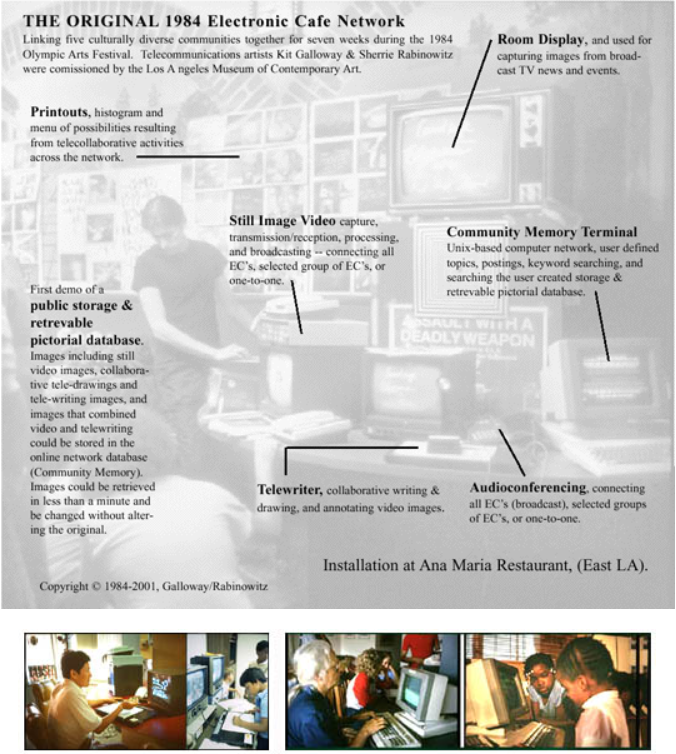 THE ORIGINAL 1984 Electronic Cafe Network
Linking five culturally diverse communities together for seven weeks during the 1984
Olympic Arts Festival. Telecommunications artists Kit Galloway & Sherrie Rabinowitz
were comissioned by the Los A ngeles Museum of Contemporary Art.
Room Display, and used for
capturing images from broad-
cast TV news and events.
Printouts, histogram and
menu of possibilities resulting
from telecollaborative activities
across the network.
Still Image Video capture,
transmission/reception, processing,
and broadcasting -- connecting all
EC's, selected group of EC's, or
one-to-one.
Community Memory Terminal
Unix-based computer network, user defined
topics, postings, keyword searching, and
searching the user created storage &
retrevable pictorial database.
First demo of a
public storage &
retrevable
pictorial database.
Images including still
video images, collabora-
tive tele-drawings and
tele-writing images, and
images that combined
video and telewriting
could be stored in the
online network database
(Community Memory).
Images could be retrieved
in less than a minute and
be changed without alter-
ing the original.
ASSAULT WITH A
DEADLY WEAPON
Telewriter, collaborative writing &
drawing, and annotating video images.
Audioconferencing, connecting
all EC's (broadcast), selected groups
of EC's, or one-to-one.
Installation at Ana Maria Restaurant, (East LA).
Copyright © 1984-2001, Galloway/Rabinowitz